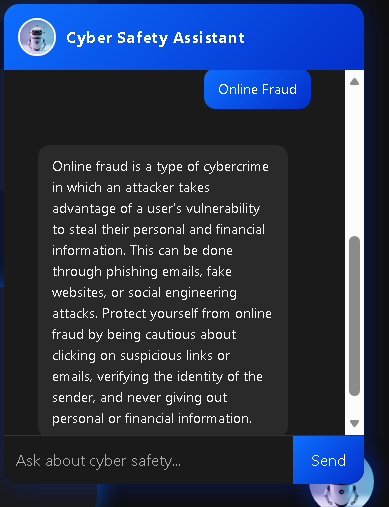 Cyber Safety Assistant
Online Fraud
Online fraud is a type of cybercrime
in which an attacker takes
advantage of a user's vulnerability
to steal their personal and financial
information. This can be done
through phishing emails, fake
websites, or social engineering
attacks. Protect yourself from online
fraud by being cautious about
clicking on suspicious links or
emails, verifying the identity of the
sender, and never giving out
personal or financial information.
Ask about cyber safety...
Send